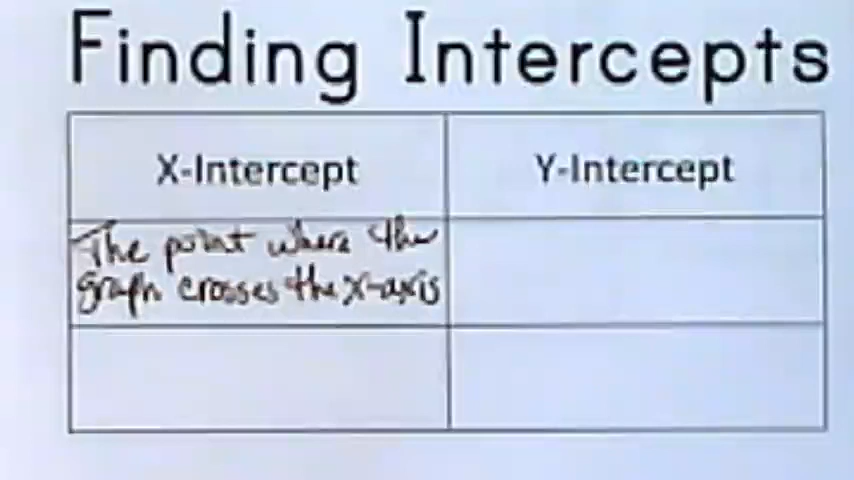 Finding Intercepts
X-Intercept
Y-Intercept
The point where the
graph crosses the x-axis